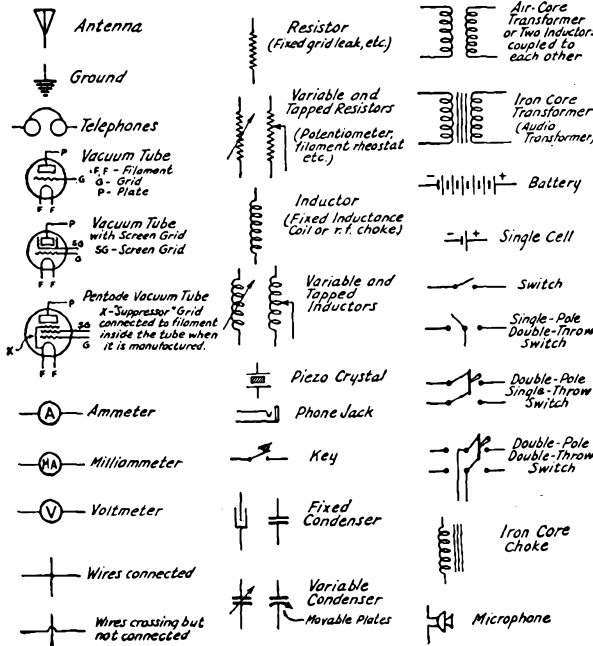 Antenna
Ground
Telephones
P
G
F F
Vacuum Tube
F, F - Filament
G - Grid
P - Plate
P
SG
G
F F
Vacuum Tube
with Screen Grid
SG - Screen Grid
P
SG
G
X
F F
Pentode Vacuum Tube
X-"Suppressor" Grid
connected to filament
inside the tube when
it is manufactured.
A
Ammeter
MA
Milliammeter
V
Voltmeter
Wires connected
Wires crossing but
not connected
Resistor
(Fixed grid leak, etc.)
Variable and
Tapped Resistors
(Potentiometer,
filament rheostat
etc.)
Inductor
(Fixed Inductance
Coil or r.f. choke)
Variable and
Tapped
Inductors
Piezo Crystal
Phone Jack
Key
Fixed
Condenser
Variable
Condenser
Movable Plates
Air-Core
Transformer
or Two Inductors
coupled to
each other
Iron Core
Transformer
(Audio
Transformer)
- +
Battery
- +
Single Cell
Switch
Single-Pole
Double-Throw
Switch
Double-Pole
Single-Throw
Switch
Double-Pole
Double-Throw
Switch
Iron Core
Choke
Microphone